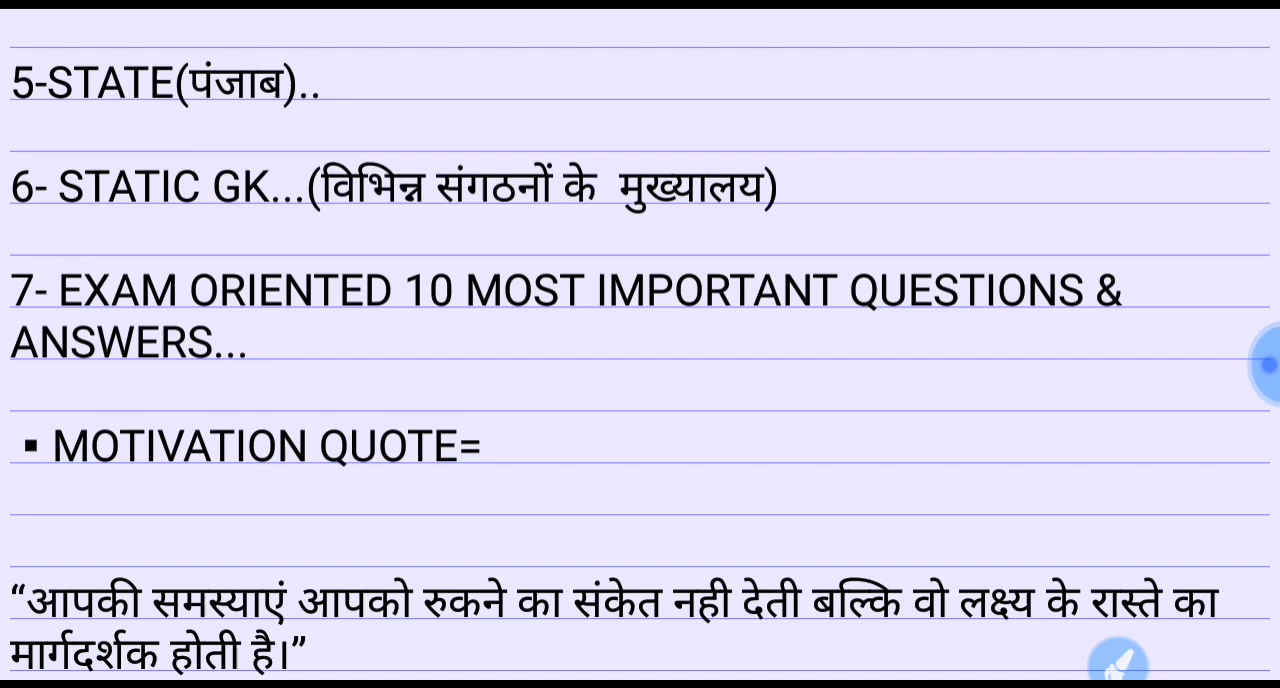 5-STATE(पंजाब)..
6- STATIC GK...(विभिन्न संगठनों के मुख्यालय)
7- EXAM ORIENTED 10 MOST IMPORTANT QUESTIONS &
ANSWERS...
▪ MOTIVATION QUOTE=
“आपकी समस्याएं आपको रुकने का संकेत नही देती बल्कि वो लक्ष्य के रास्ते का
मार्गदर्शक होती है।”